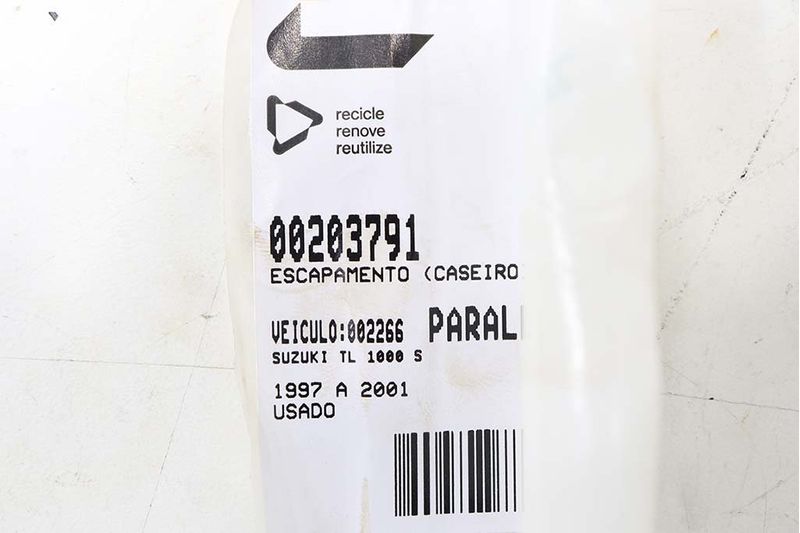 recicle
renove
reutilize
00203791
ESCAPAMENTO (CASEIRO
VEICULO:002266 PARAL
SUZUKI TL 1000 S
1997 A 2001
USADO